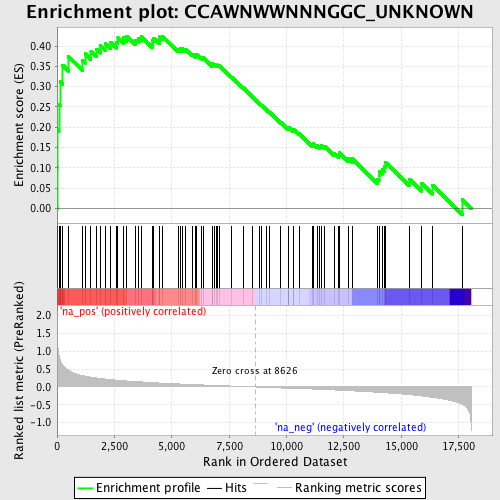 Enrichment plot: CCAWNWWNNNGGC_UNKNOWN
Enrichment score (ES)
0.40
0.35
0.30
0.25
0.20
0.15
0.10
0.05
0.00
'na_pos' (positively correlated)
Ranked list metric (PreRanked)
2.0
1.5
1.0
0.5
0.0
-0.5
-1.0
Zero cross at 8626
'na_neg' (negatively correlated)
0
2,500
5,000
7,500
10,000
12,500
15,000
17,500
Rank in Ordered Dataset
Enrichment profile
Hits
Ranking metric scores